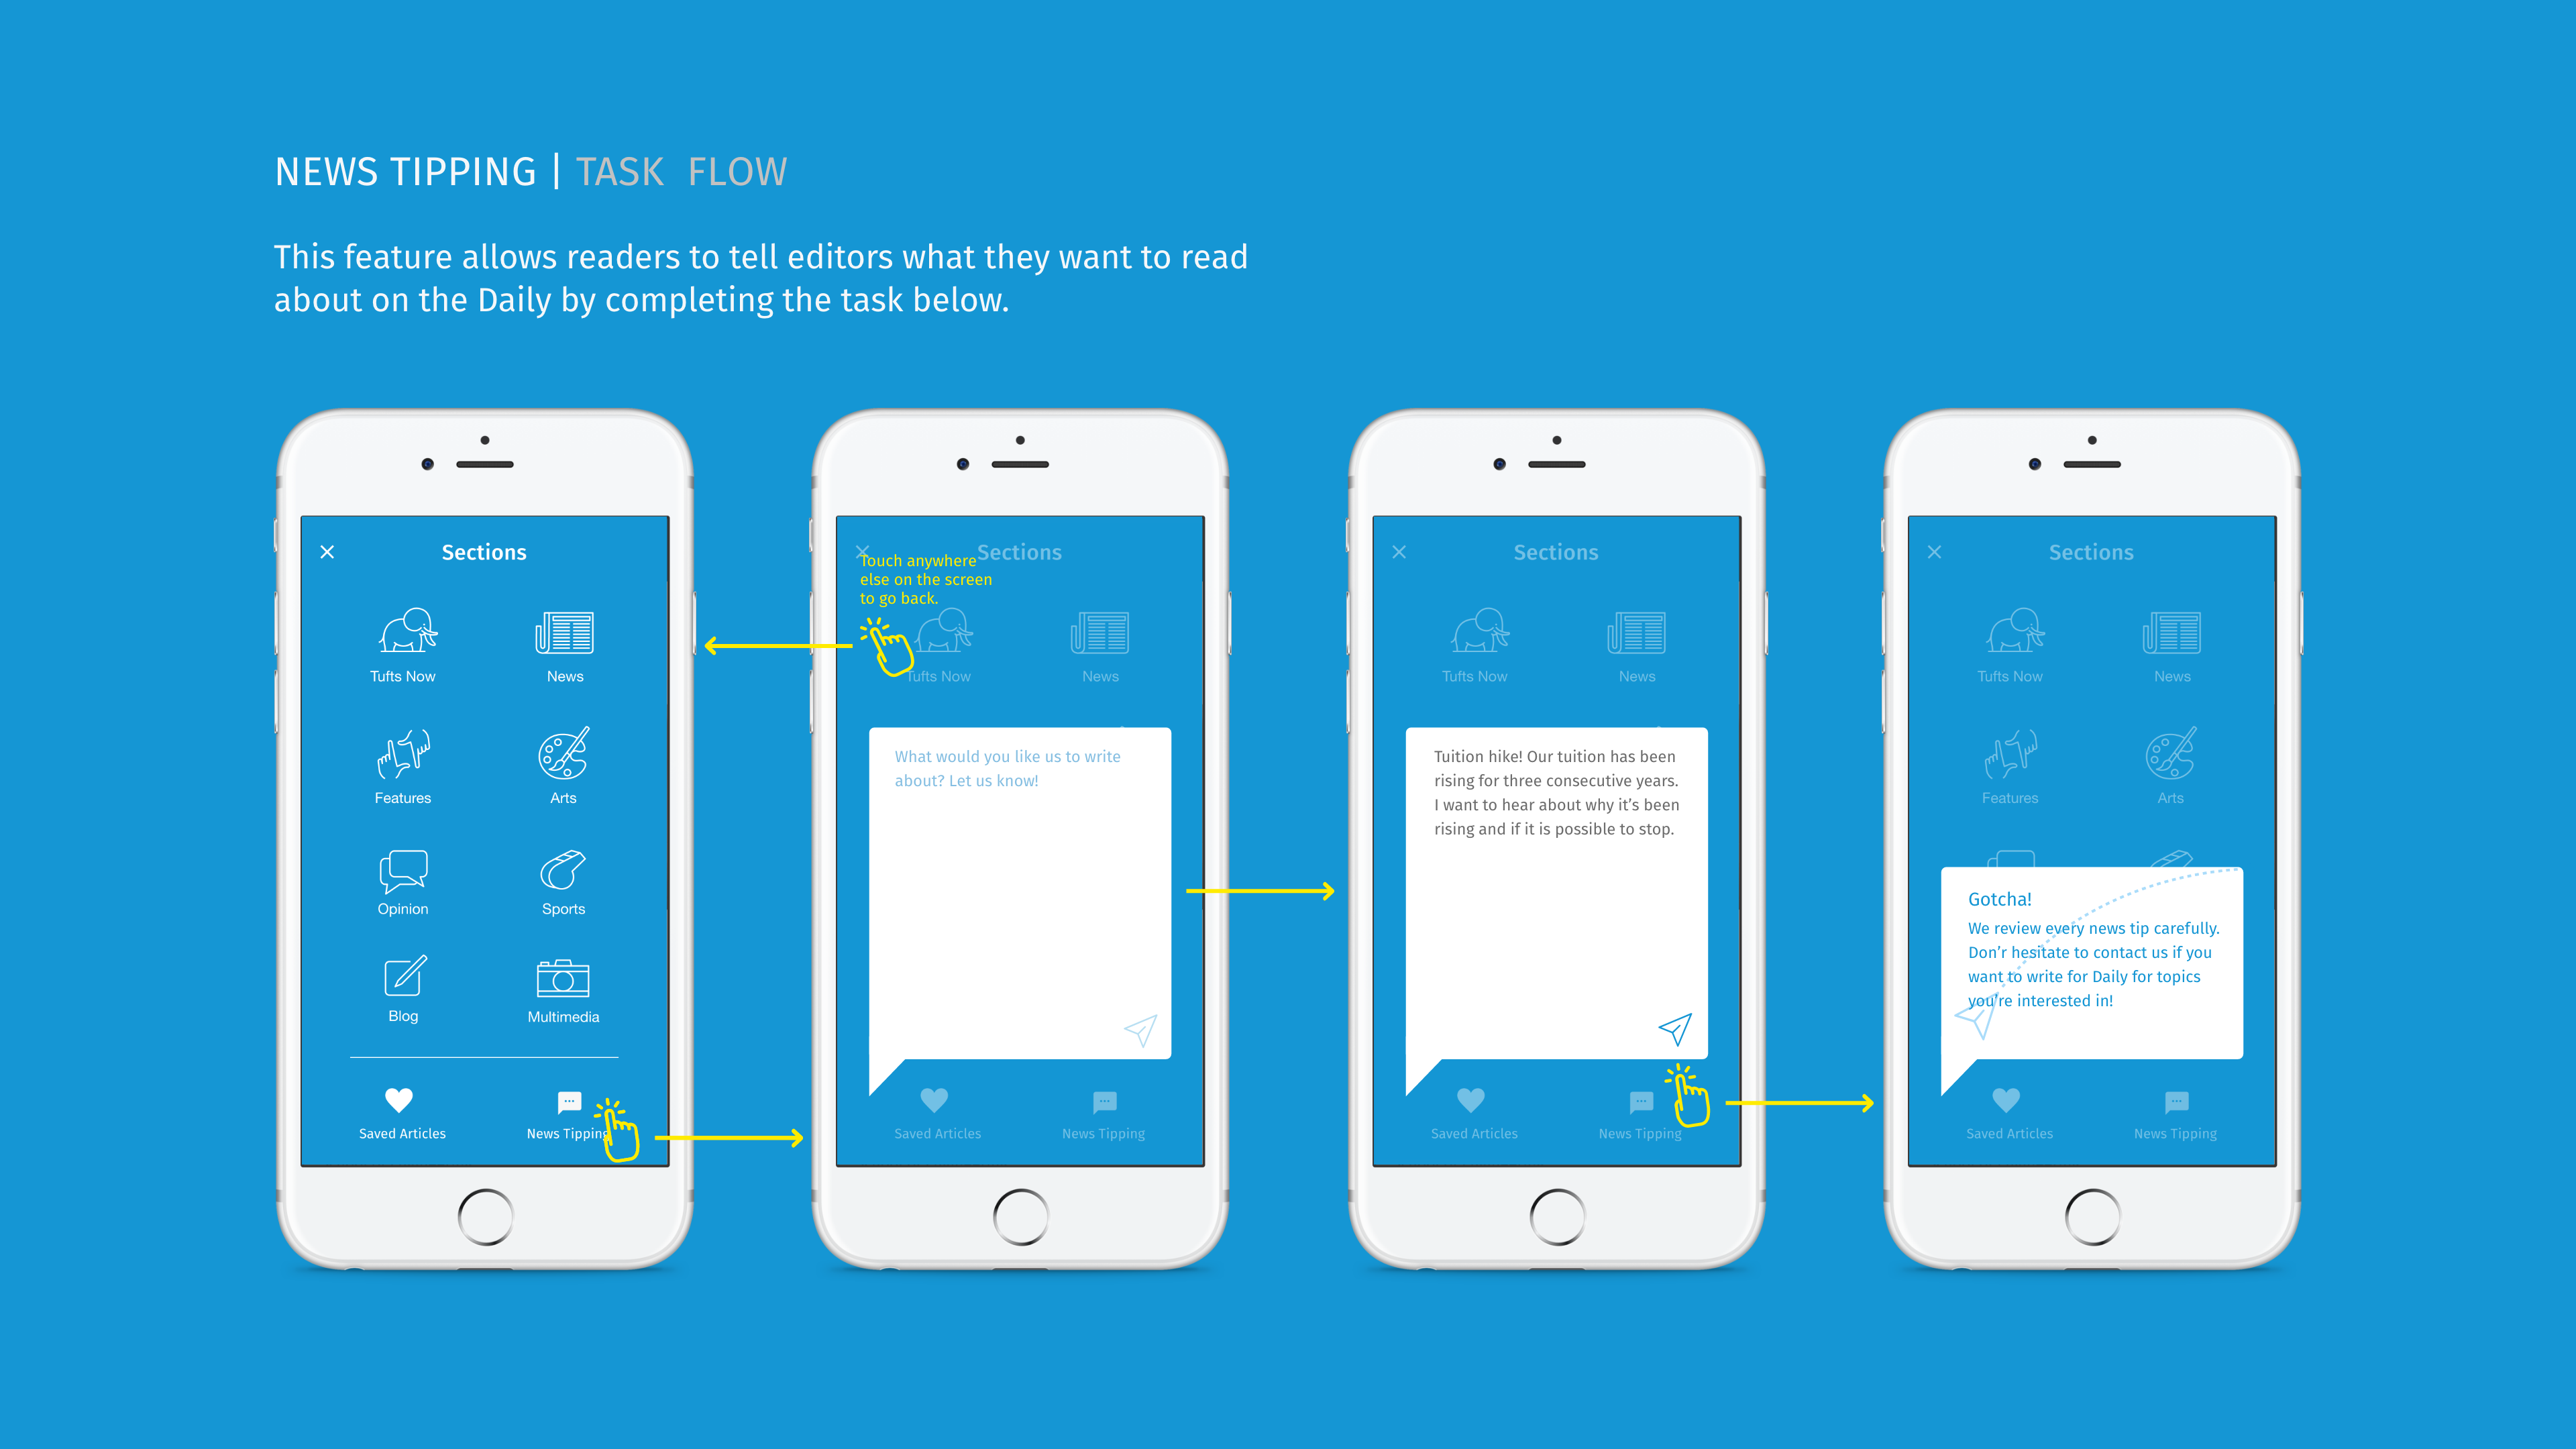 NEWS TIPPING | TASK FLOW
This feature allows readers to tell editors what they want to read
about on the Daily by completing the task below.
Sections
Tufts Now
News
Features
Arts
Opinion
Sports
Blog
Multimedia
Saved Articles
News Tipping
Sections
Touch anywhere
else on the screen
to go back.
Tufts Now
News
What would you like us to write
about? Let us know!
Saved Articles
News Tipping
Sections
Tufts Now
News
Tuition hike! Our tuition has been
rising for three consecutive years.
I want to hear about why it's been
rising and if it is possible to stop.
Saved Articles
News Tipping
Sections
Tufts Now
News
Features
Arts
Gotcha!
We review every news tip carefully.
Don'r hesitate to contact us if you
want to write for Daily for topics
you're interested in!
Saved Articles
News Tipping